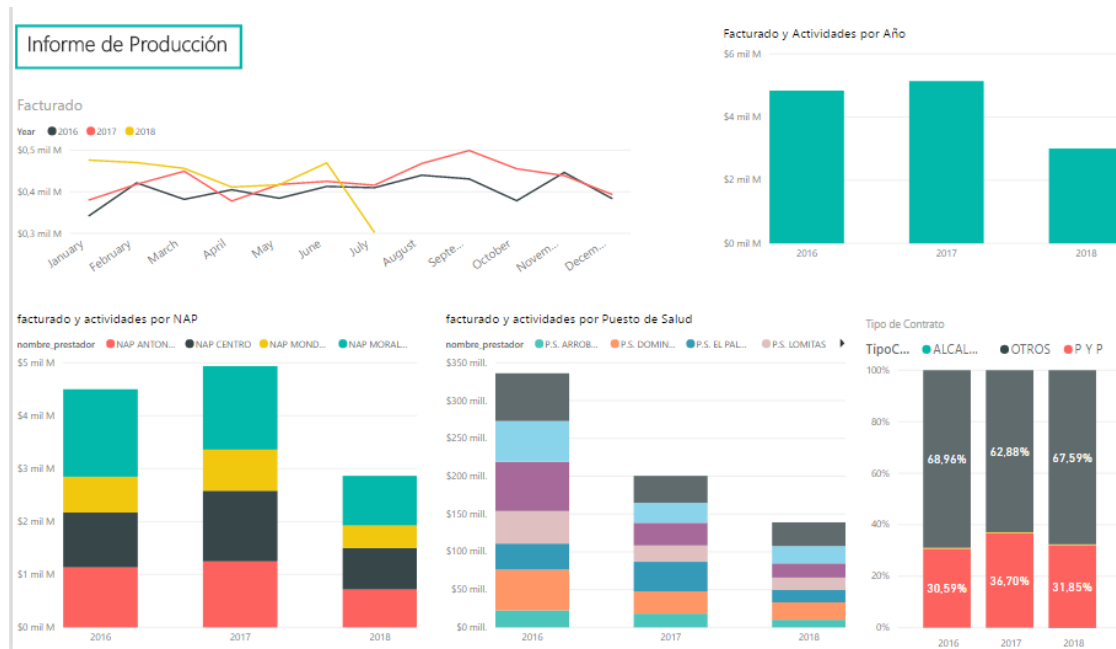 Informe de Producción
Facturado
Year 2016 2017 2018
$0,5 mil M
$0,4 mil M
$0,3 mil M
January February March April May June July August Septe... October Novem... Decem...
Facturado y Actividades por Año
$6 mil M
$4 mil M
$2 mil M
$0 mil M
2016 2017 2018
facturado y actividades por NAP
nombre_prestador NAP ANTON... NAP CENTRO NAP MOND... NAP MORAL...
$5 mil M
$4 mil M
$3 mil M
$2 mil M
$1 mil M
$0 mil M
2016 2017 2018
facturado y actividades por Puesto de Salud
nombre_prestador P.S. ARROB... P.S. DOMIN... P.S. EL PAL... P.S. LOMITAS
$350 mill.
$300 mill.
$250 mill.
$200 mill.
$150 mill.
$100 mill.
$50 mill.
$0 mill.
2016 2017 2018
Tipo de Contrato
TipoC... ALCAL... OTROS P Y P
100%
80%
68,96% 62,88% 67,59%
60%
40%
20%
30,59% 36,70% 31,85%
0%
2016 2017 2018